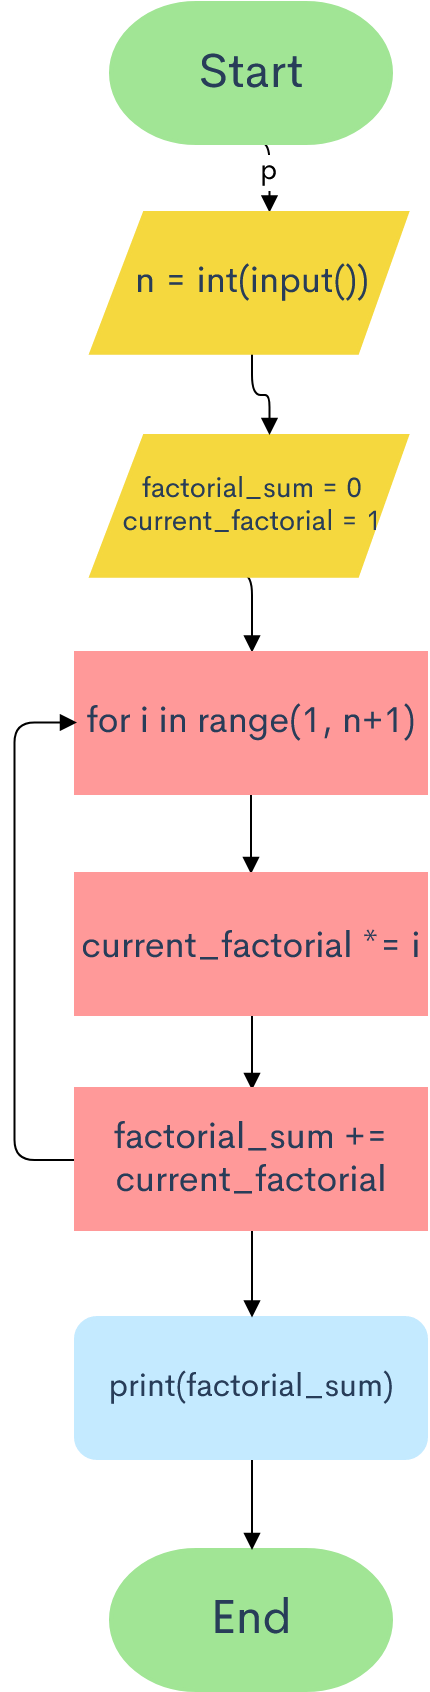 Start
p
n = int(input())
factorial_sum = 0
current_factorial = 1
for i in range(1, n+1)
current_factorial *= i
factorial_sum +=
current_factorial
print(factorial_sum)
End